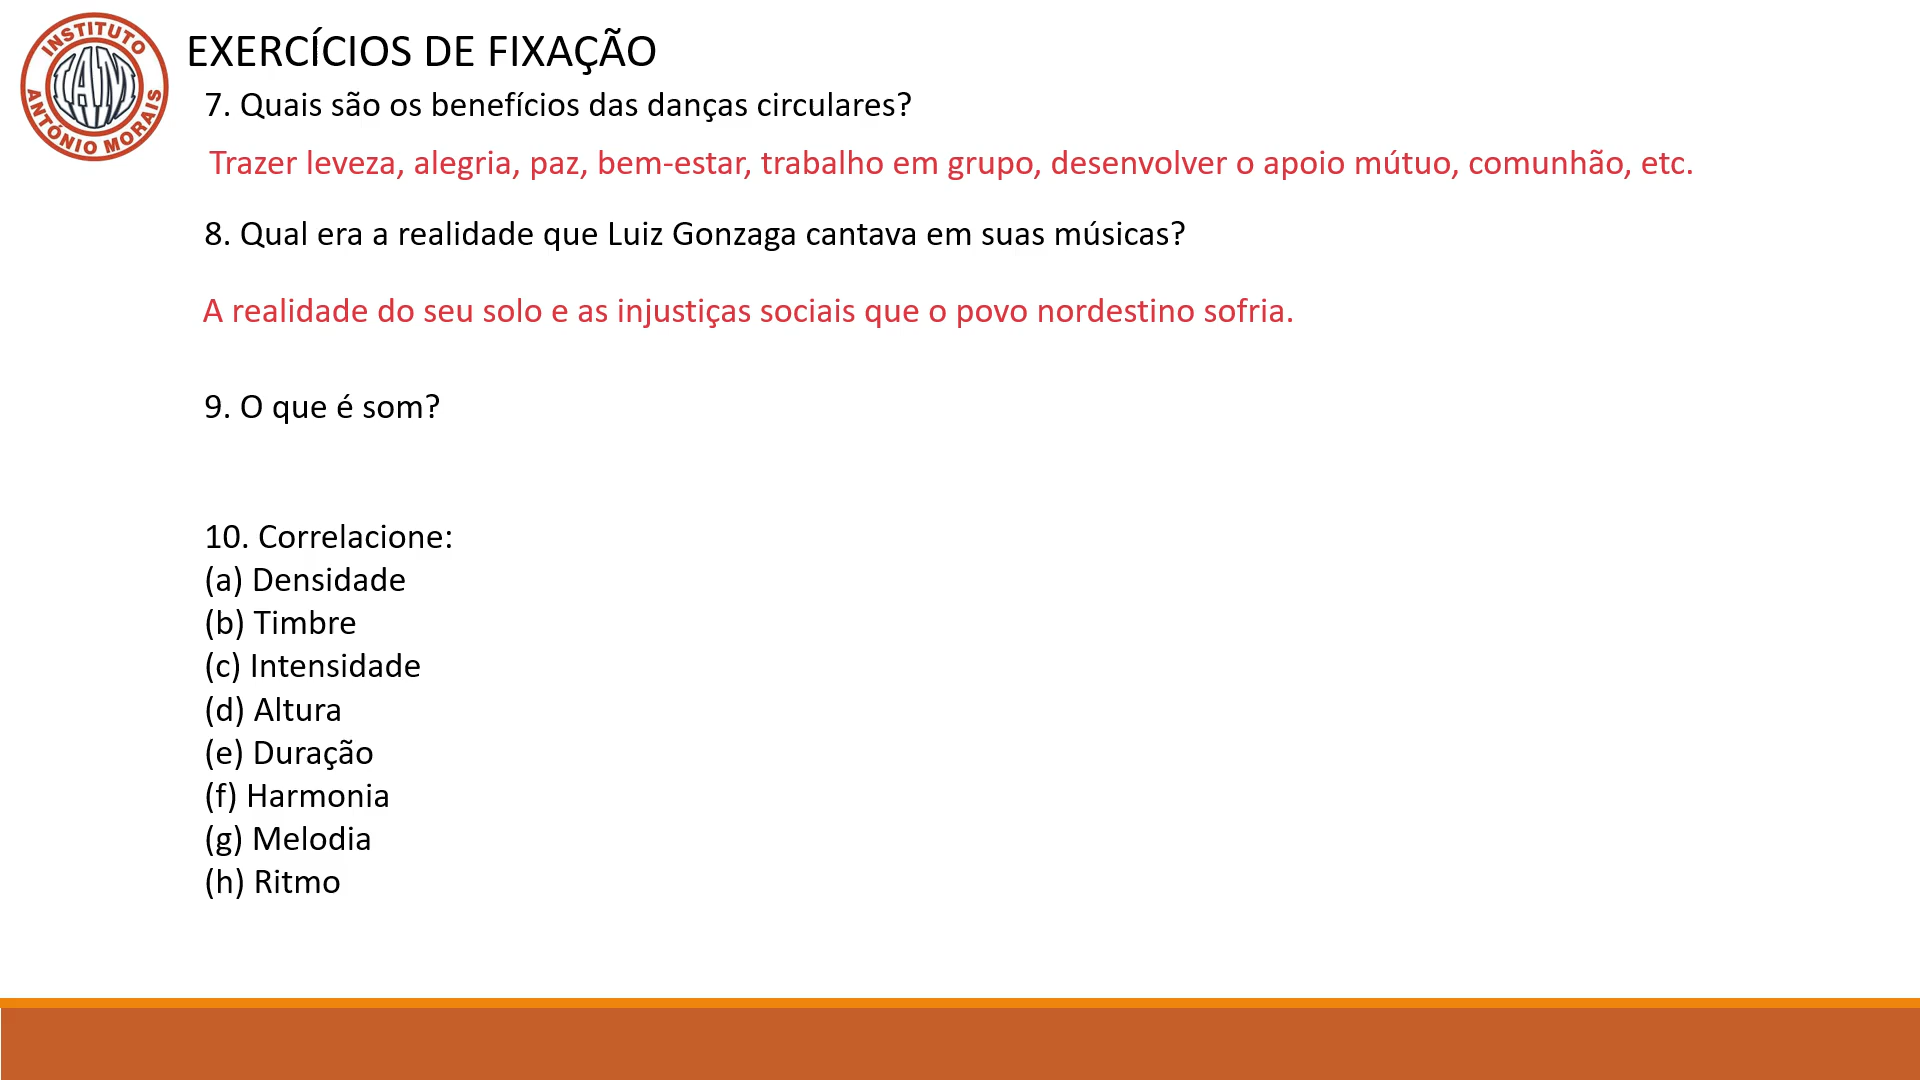 INSTITUTO
IAM
ANTÓNIO MORAIS
EXERCÍCIOS DE FIXAÇÃO
7. Quais são os benefícios das danças circulares?
Trazer leveza, alegria, paz, bem-estar, trabalho em grupo, desenvolver o apoio mútuo, comunhão, etc.
8. Qual era a realidade que Luiz Gonzaga cantava em suas músicas?
A realidade do seu solo e as injustiças sociais que o povo nordestino sofria.
9. O que é som?
10. Correlacione:
(a) Densidade
(b) Timbre
(c) Intensidade
(d) Altura
(e) Duração
(f) Harmonia
(g) Melodia
(h) Ritmo